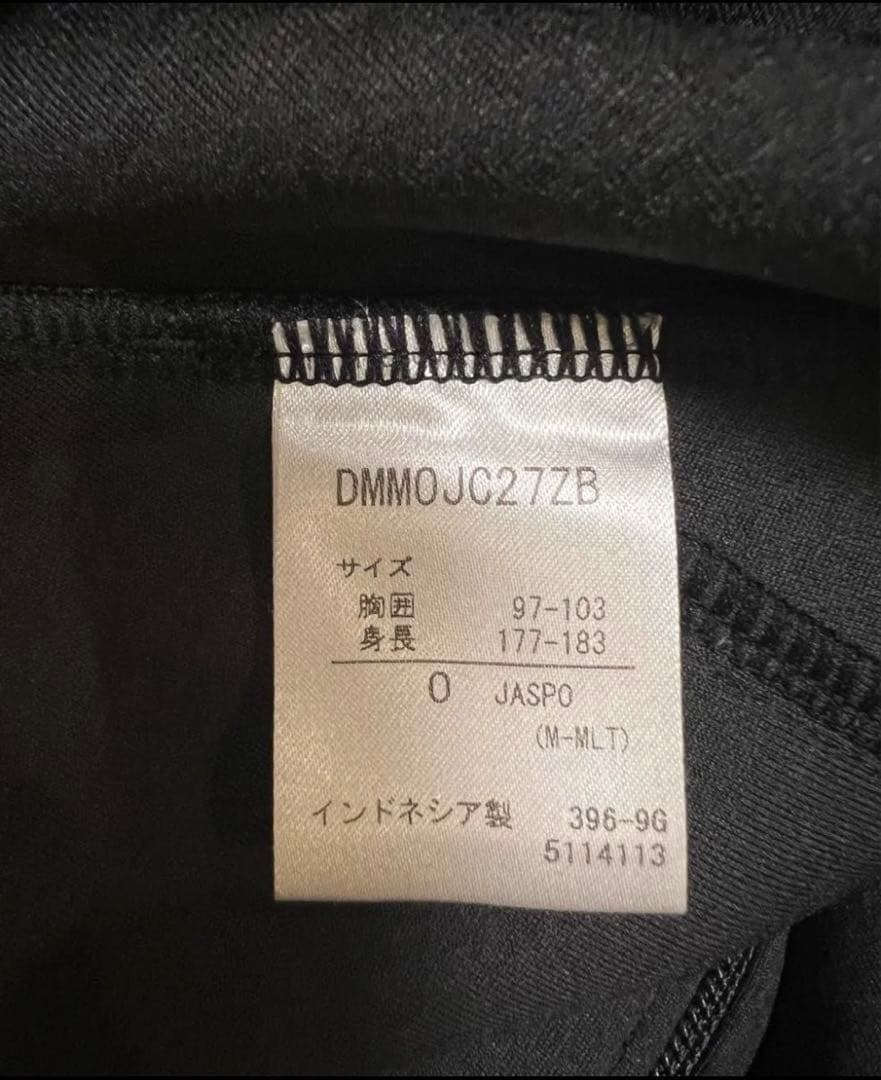 DMMOJC27ZB
サイズ
胸囲 97-103
身長 177-183
O JASPO
(M-MLT)
インドネシア製 396-9G
5114113